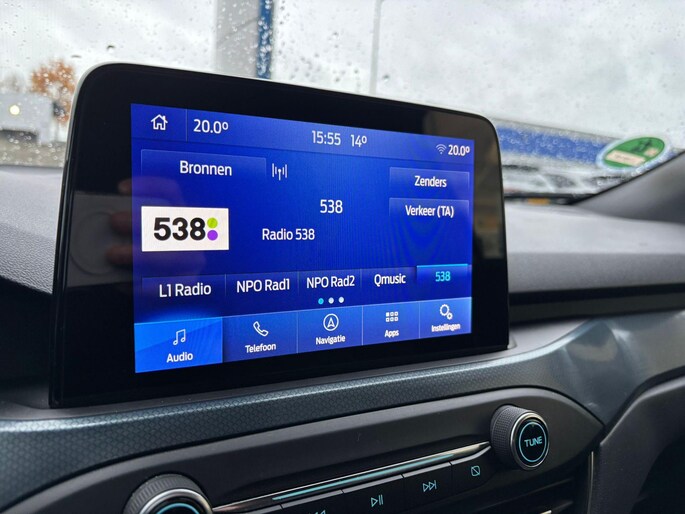 20.0° 15:55 14° 20.0°
Bronnen
Zenders
538
Verkeer (TA)
538
Radio 538
L1 Radio NPO Rad1 NPO Rad2 Qmusic 538
Audio Telefoon Navigatie Apps Instellingen
TUNE